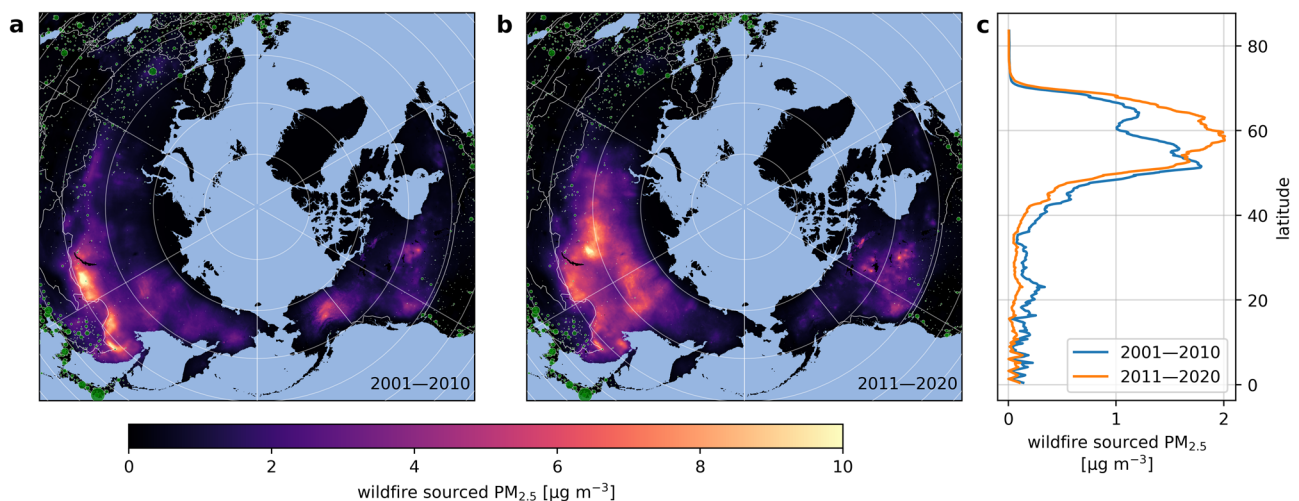 a
b
c
2001—2010
2011—2020
80
60
40
20
0
latitude
2001—2010
2011—2020
0
1
2
wildfire sourced PM2.5
[µg m−3]
0
2
4
6
8
10
wildfire sourced PM2.5 [µg m−3]